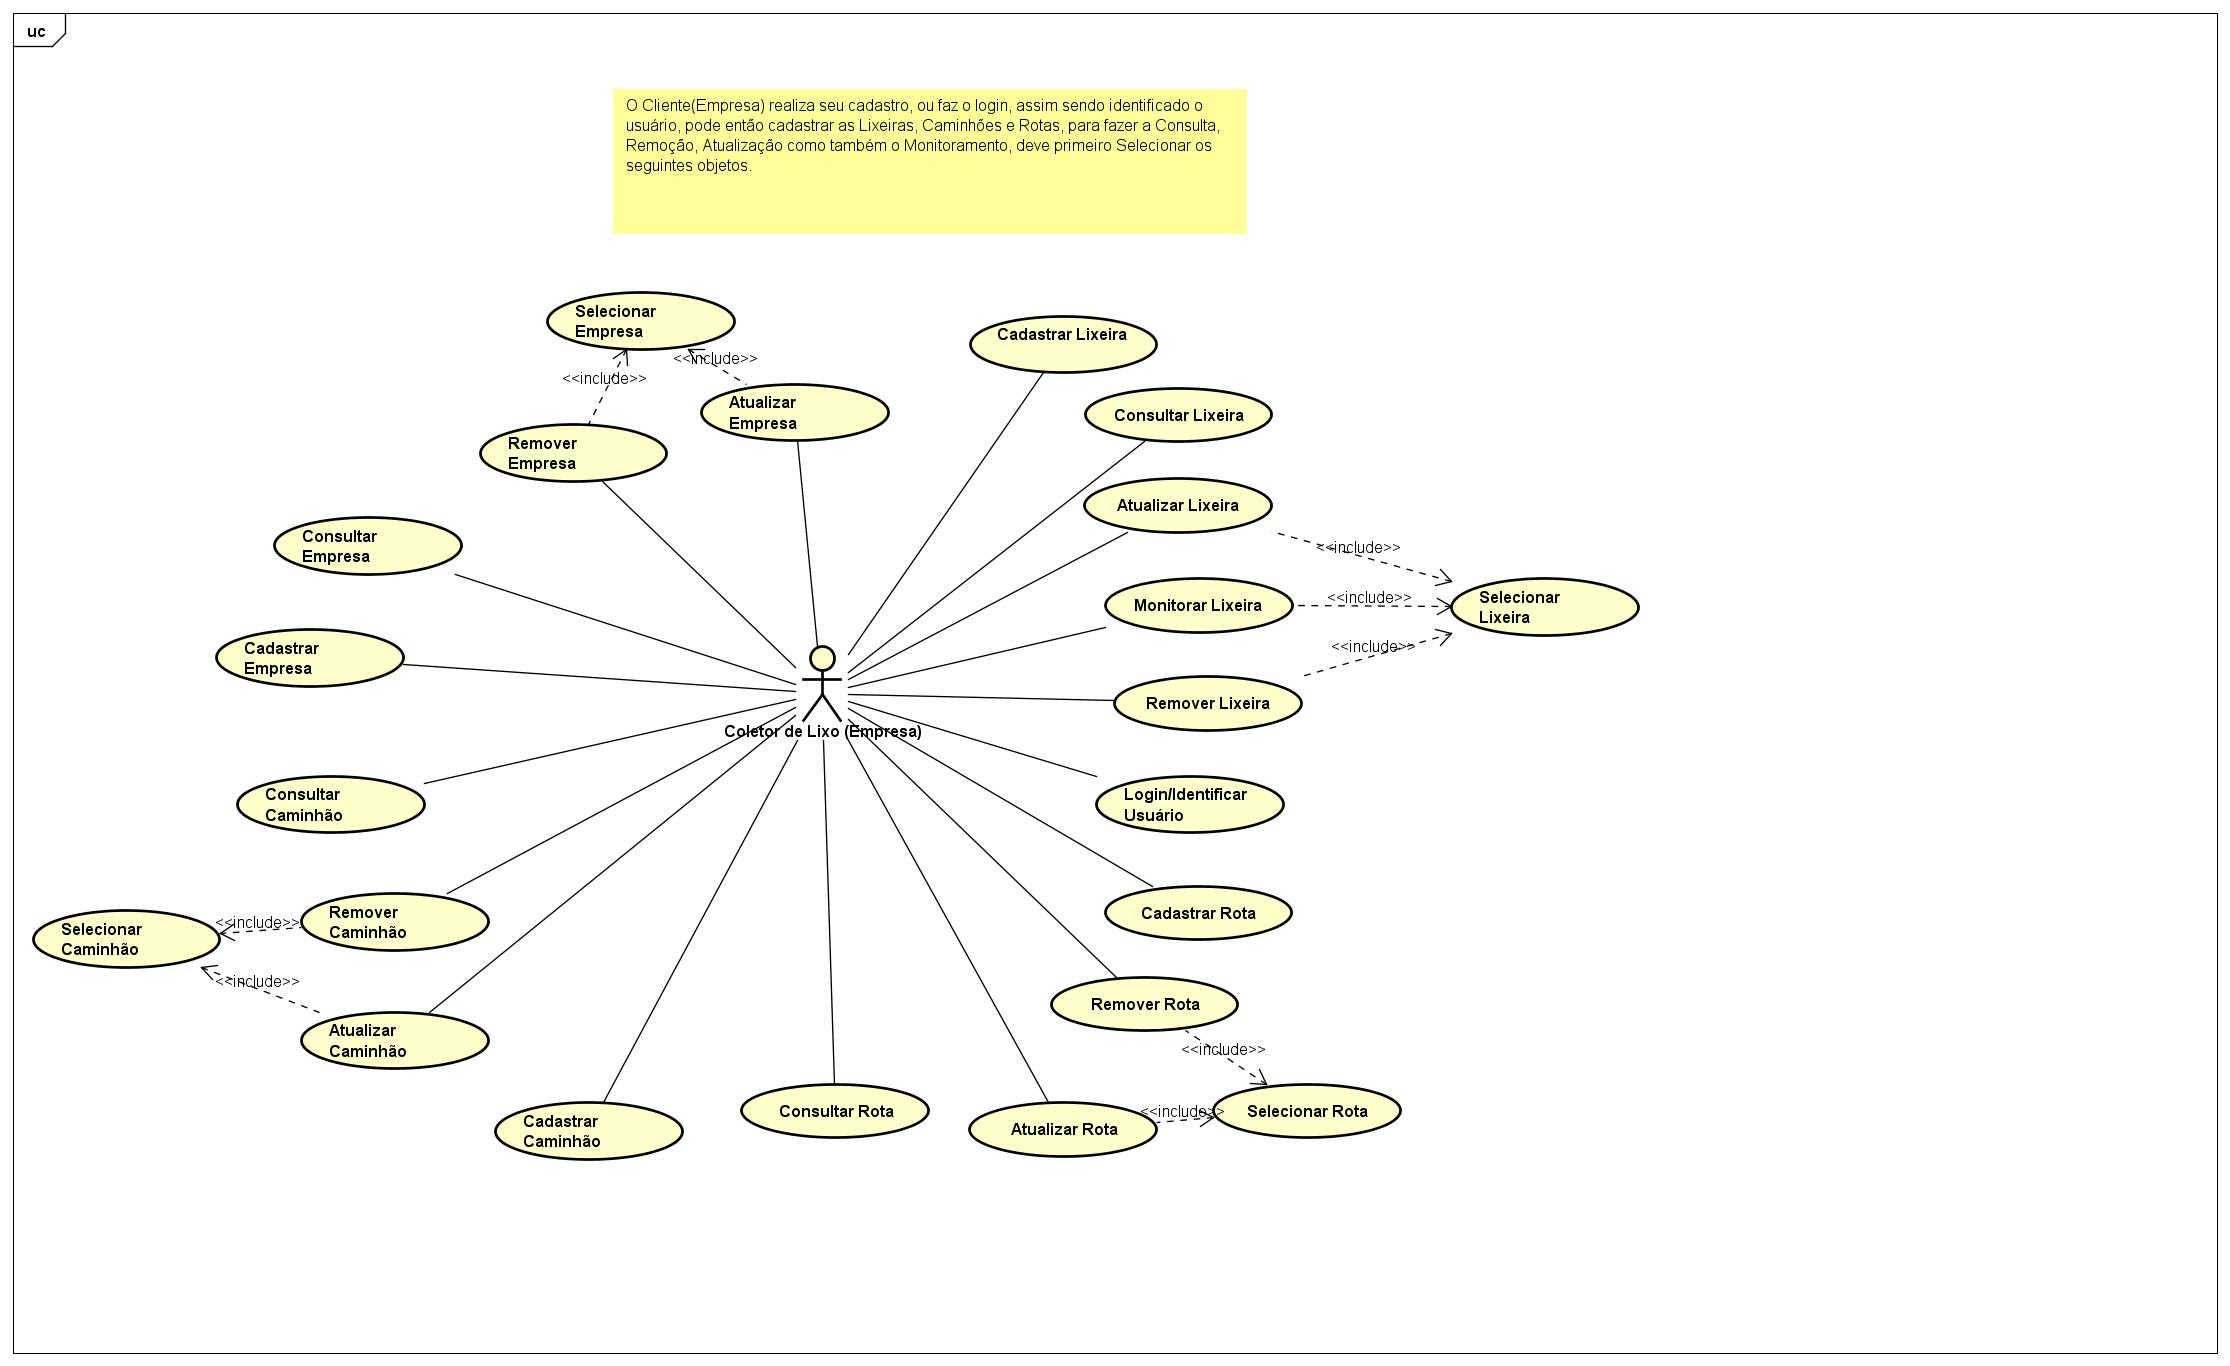 uc
O Cliente(Empresa) realiza seu cadastro, ou faz o login, assim sendo identificado o
usuário, pode então cadastrar as Lixeiras, Caminhões e Rotas, para fazer a Consulta,
Remoção, Atualização como também o Monitoramento, deve primeiro Selecionar os
seguintes objetos.
Selecionar
Empresa
Cadastrar Lixeira
<<include>>
<<include>>
Atualizar
Empresa
Consultar Lixeira
Remover
Empresa
Atualizar Lixeira
Consultar
Empresa
<<include>>
Monitorar Lixeira
<<include>>
Selecionar
Lixeira
<<include>>
Cadastrar
Empresa
Remover Lixeira
Coletor de Lixo (Empresa)
Consultar
Caminhão
Login/Identificar
Usuário
Remover
Caminhão
<<include>>
Selecionar
Caminhão
Cadastrar Rota
<<include>>
Remover Rota
Atualizar
Caminhão
<<include>>
Cadastrar
Caminhão
Consultar Rota
Atualizar Rota
<<include>>
Selecionar Rota